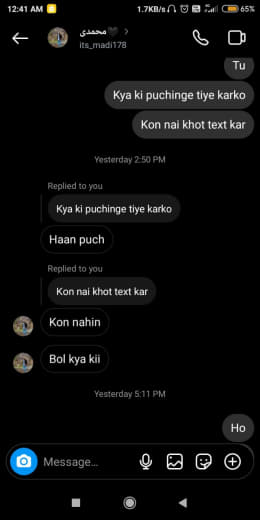 12:41 AM 1.7KB/s 65%
محمدی🖤 >
its_madi178
Tu
Kya ki puchinge tiye karko
Kon nai khot text kar
Yesterday 2:50 PM
Replied to you
Kya ki puchinge tiye karko
Haan puch
Replied to you
Kon nai khot text kar
Kon nahin
Bol kya kii
Yesterday 5:11 PM
Ho
Message...